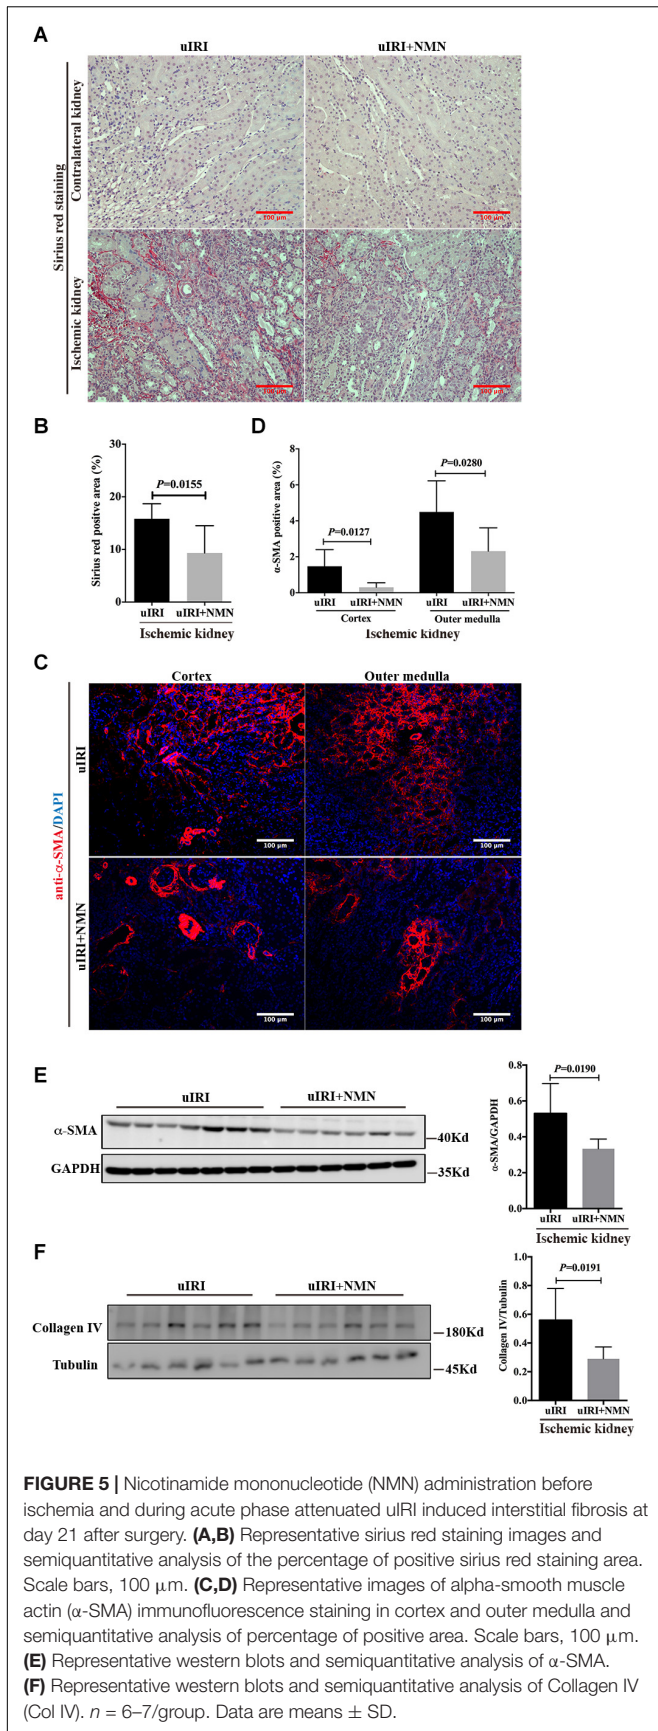 A
uIRI
uIRI+NMN
Sirius red staining
Contralateral kidney
Ischemic kidney
100 μm
100 μm
100 μm
100 μm
B
Sirius red positve area (%)
30
20
10
0
P=0.0155
uIRI uIRI+NMN
Ischemic kidney
D
α-SMA positive area (%)
8
6
4
2
0
P=0.0127
P=0.0280
uIRI uIRI+NMN uIRI uIRI+NMN
Cortex Outer medulla
Ischemic kidney
C
Cortex Outer medulla
anti-α-SMA/DAPI
uIRI
uIRI+NMN
100 μm
100 μm
100 μm
100 μm
E
uIRI uIRI+NMN
α-SMA
40Kd
GAPDH
35Kd
α-SMA/GAPDH
0.8
0.6
0.4
0.2
0.0
P=0.0190
uIRI uIRI+NMN
Ischemic kidney
F
uIRI uIRI+NMN
Collagen IV
180Kd
Tubulin
45Kd
Collagen IV/Tubulin
1.0
0.8
0.6
0.4
0.2
0.0
P=0.0191
uIRI uIRI+NMN
Ischemic kidney
FIGURE 5 | Nicotinamide mononucleotide (NMN) administration before
ischemia and during acute phase attenuated uIRI induced interstitial fibrosis at
day 21 after surgery. (A,B) Representative sirius red staining images and
semiquantitative analysis of the percentage of positive sirius red staining area.
Scale bars, 100 μm. (C,D) Representative images of alpha-smooth muscle
actin (α-SMA) immunofluorescence staining in cortex and outer medulla and
semiquantitative analysis of percentage of positive area. Scale bars, 100 μm.
(E) Representative western blots and semiquantitative analysis of α-SMA.
(F) Representative western blots and semiquantitative analysis of Collagen IV
(Col IV). n = 6–7/group. Data are means ± SD.